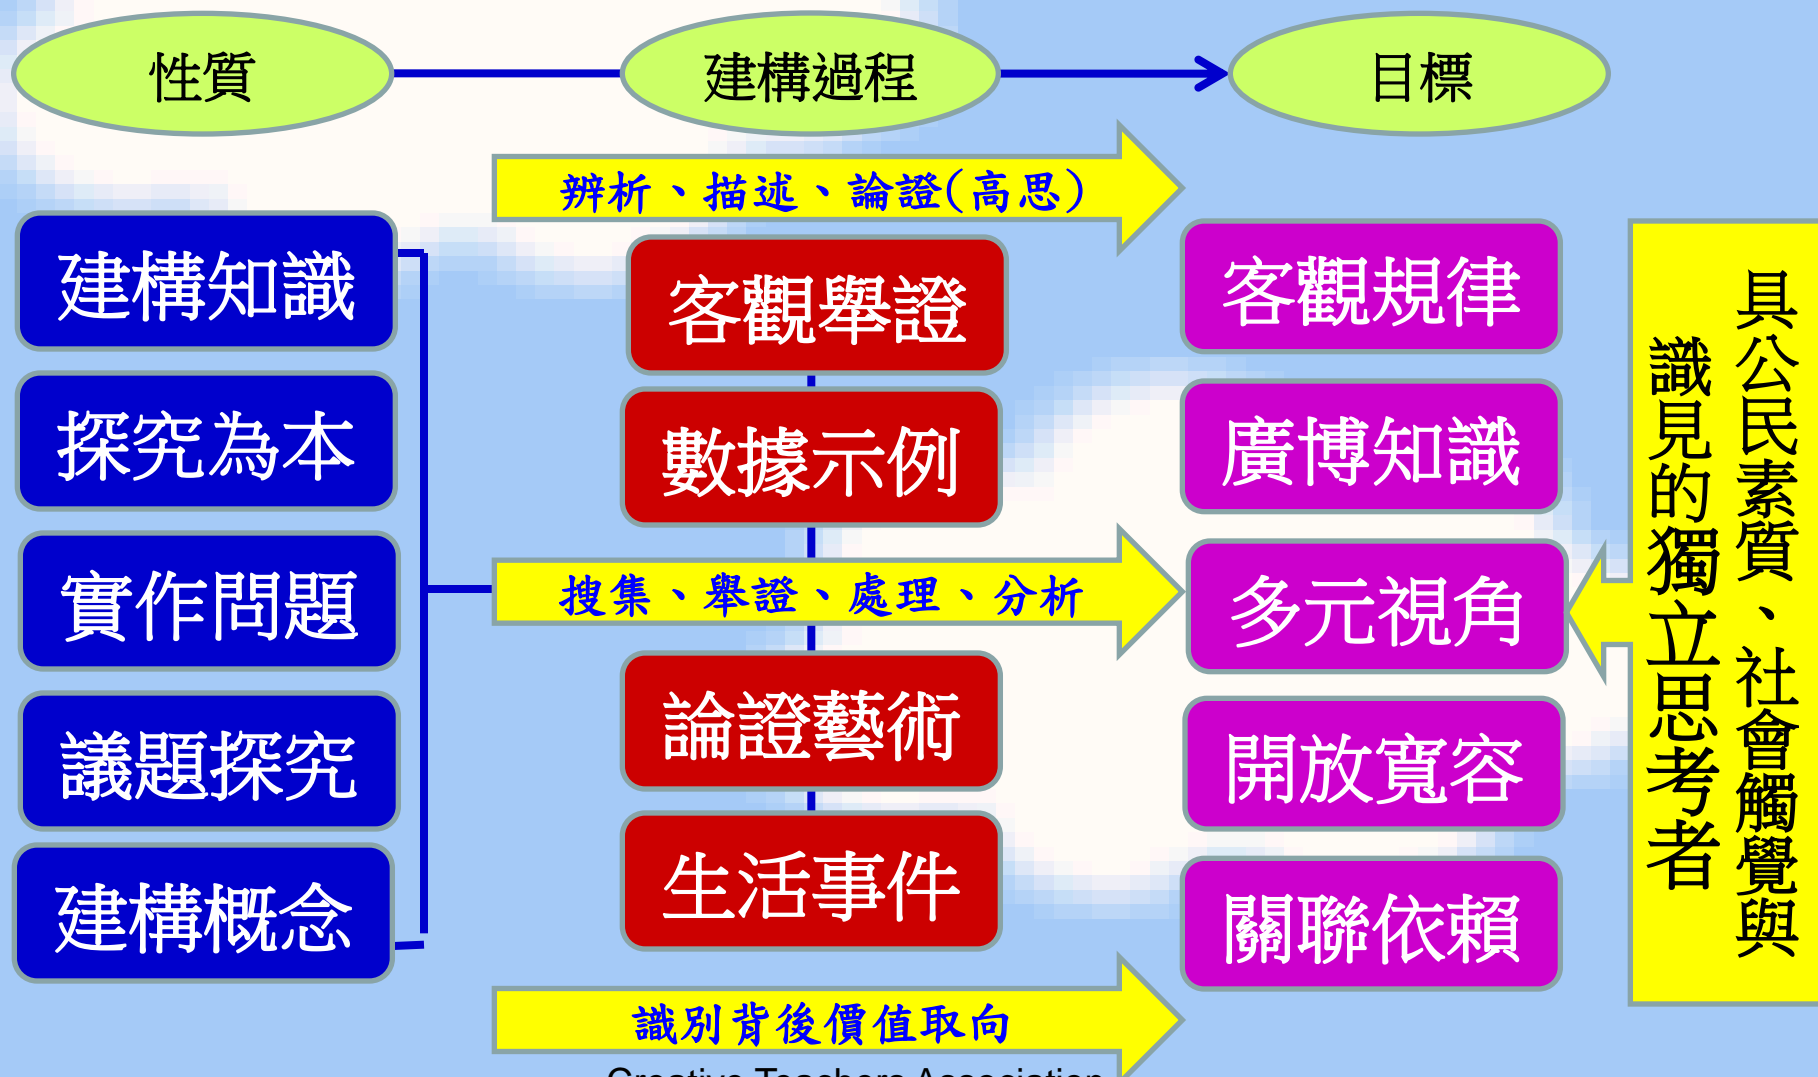 性質
建構過程
目標
辨析、描述、論證(高思)
建構知識
探究為本
實作問題
議題探究
建構概念
客觀舉證
數據示例
搜集、舉證、處理、分析
論證藝術
生活事件
識別背後價值取向
客觀規律
廣博知識
多元視角
開放寬容
關聯依賴
具公民素質、社會觸覺與
識見的獨立思考者
Creative Teachers Association